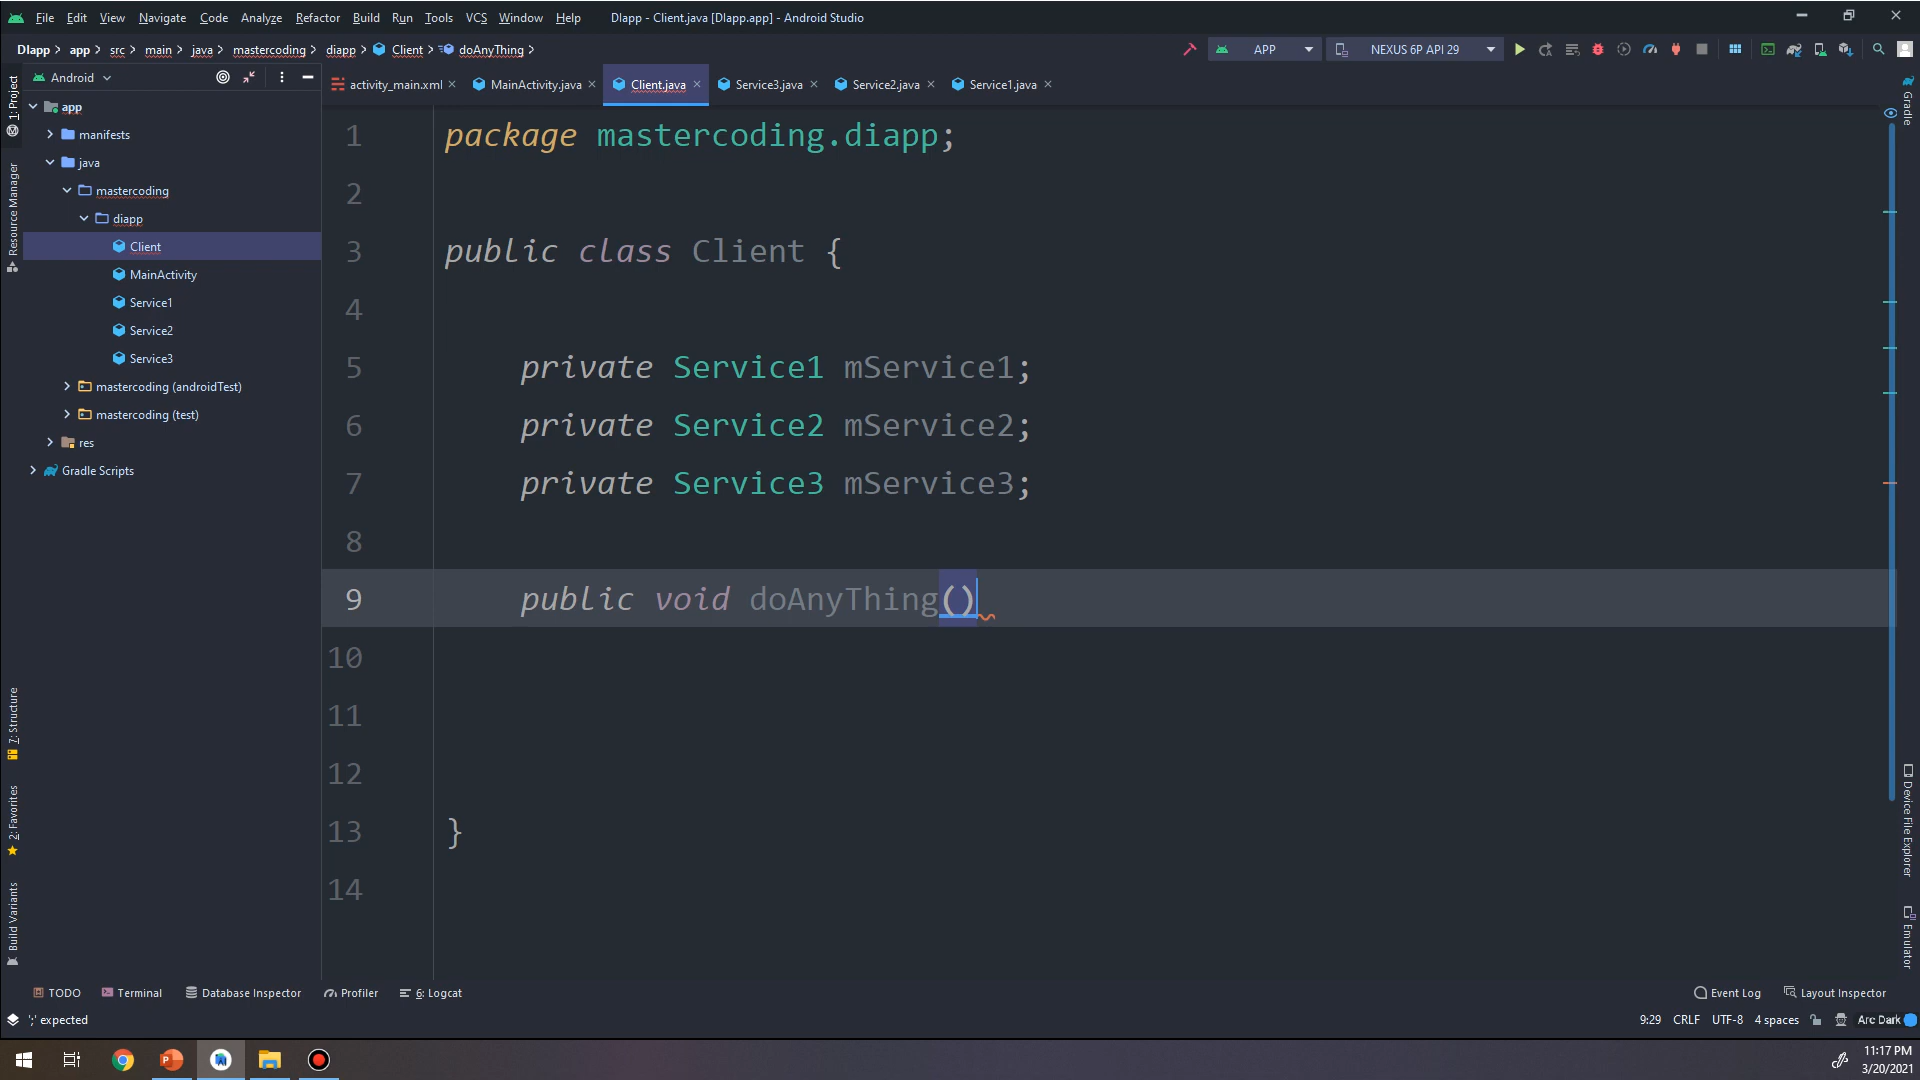 File Edit View Navigate Code Analyze Refactor Build Run Tools VCS Window Help DIapp - Client.java [DIapp.app] - Android Studio
DIapp app src main java mastercoding diapp Client doAnyThing APP NEXUS 6P API 29
Android
activity_main.xml MainActivity.java Client.java Service3.java Service2.java Service1.java
1: Project
Resource Manager
7: Structure
2: Favorites
Build Variants
app
manifests
java
mastercoding
diapp
Client
MainActivity
Service1
Service2
Service3
mastercoding (androidTest)
mastercoding (test)
res
Gradle Scripts
1 package mastercoding.diapp;
2
3 public class Client {
4
5 private Service1 mService1;
6 private Service2 mService2;
7 private Service3 mService3;
8
9 public void doAnyThing()
10
11
12
13 }
14
Gradle
Device File Explorer
Emulator
TODO Terminal Database Inspector Profiler 6: Logcat Event Log Layout Inspector
';' expected 9:29 CRLF UTF-8 4 spaces Arc Dark
11:17 PM
3/20/2021